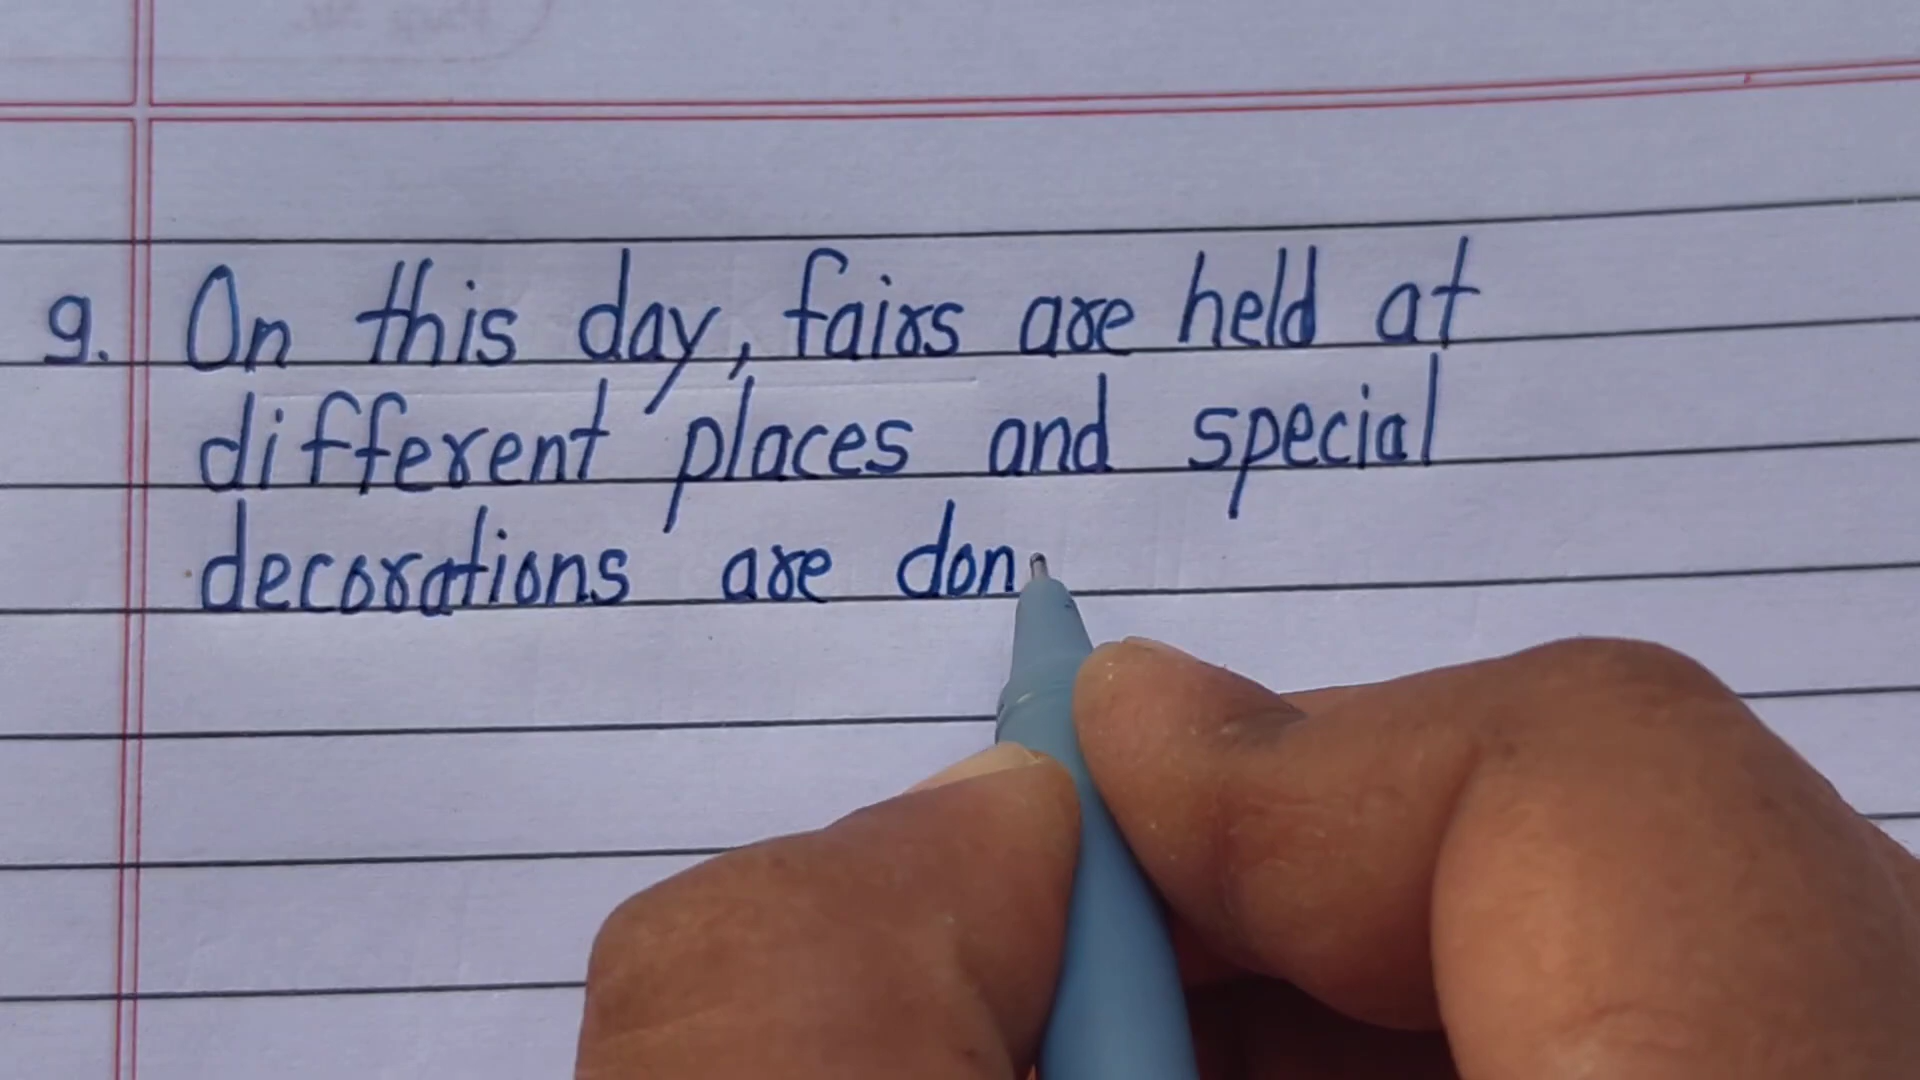 9. On this day, fairs are held at
different places and special
decorations are don